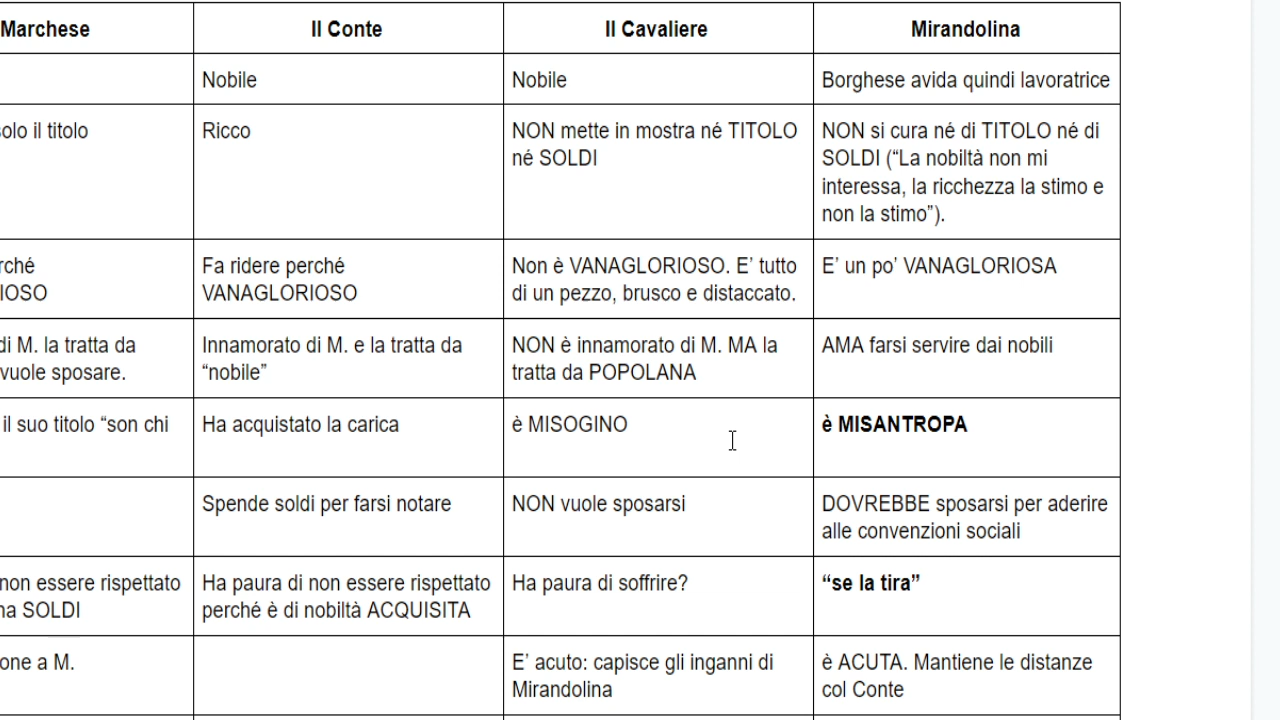 Marchese
Il Conte
Il Cavaliere
Mirandolina
Nobile
Nobile
Borghese avida quindi lavoratrice
solo il titolo
Ricco
NON mette in mostra né TITOLO
né SOLDI
NON si cura né di TITOLO né di
SOLDI (“La nobiltà non mi
interessa, la ricchezza la stimo e
non la stimo”).
Fa ridere perché
VANAGLORIOSO
Non è VANAGLORIOSO. E’ tutto
di un pezzo, brusco e distaccato.
E’ un po’ VANAGLORIOSA
di M. la tratta da
vuole sposare.
Innamorato di M. e la tratta da
“nobile”
NON è innamorato di M. MA la
tratta da POPOLANA
AMA farsi servire dai nobili
il suo titolo “son chi
Ha acquistato la carica
è MISOGINO
è MISANTROPA
Spende soldi per farsi notare
NON vuole sposarsi
DOVREBBE sposarsi per aderire
alle convenzioni sociali
non essere rispettato
SOLDI
Ha paura di non essere rispettato
perché è di nobiltà ACQUISITA
Ha paura di soffrire?
“se la tira”
a M.
E’ acuto: capisce gli inganni di
Mirandolina
è ACUTA. Mantiene le distanze
col Conte